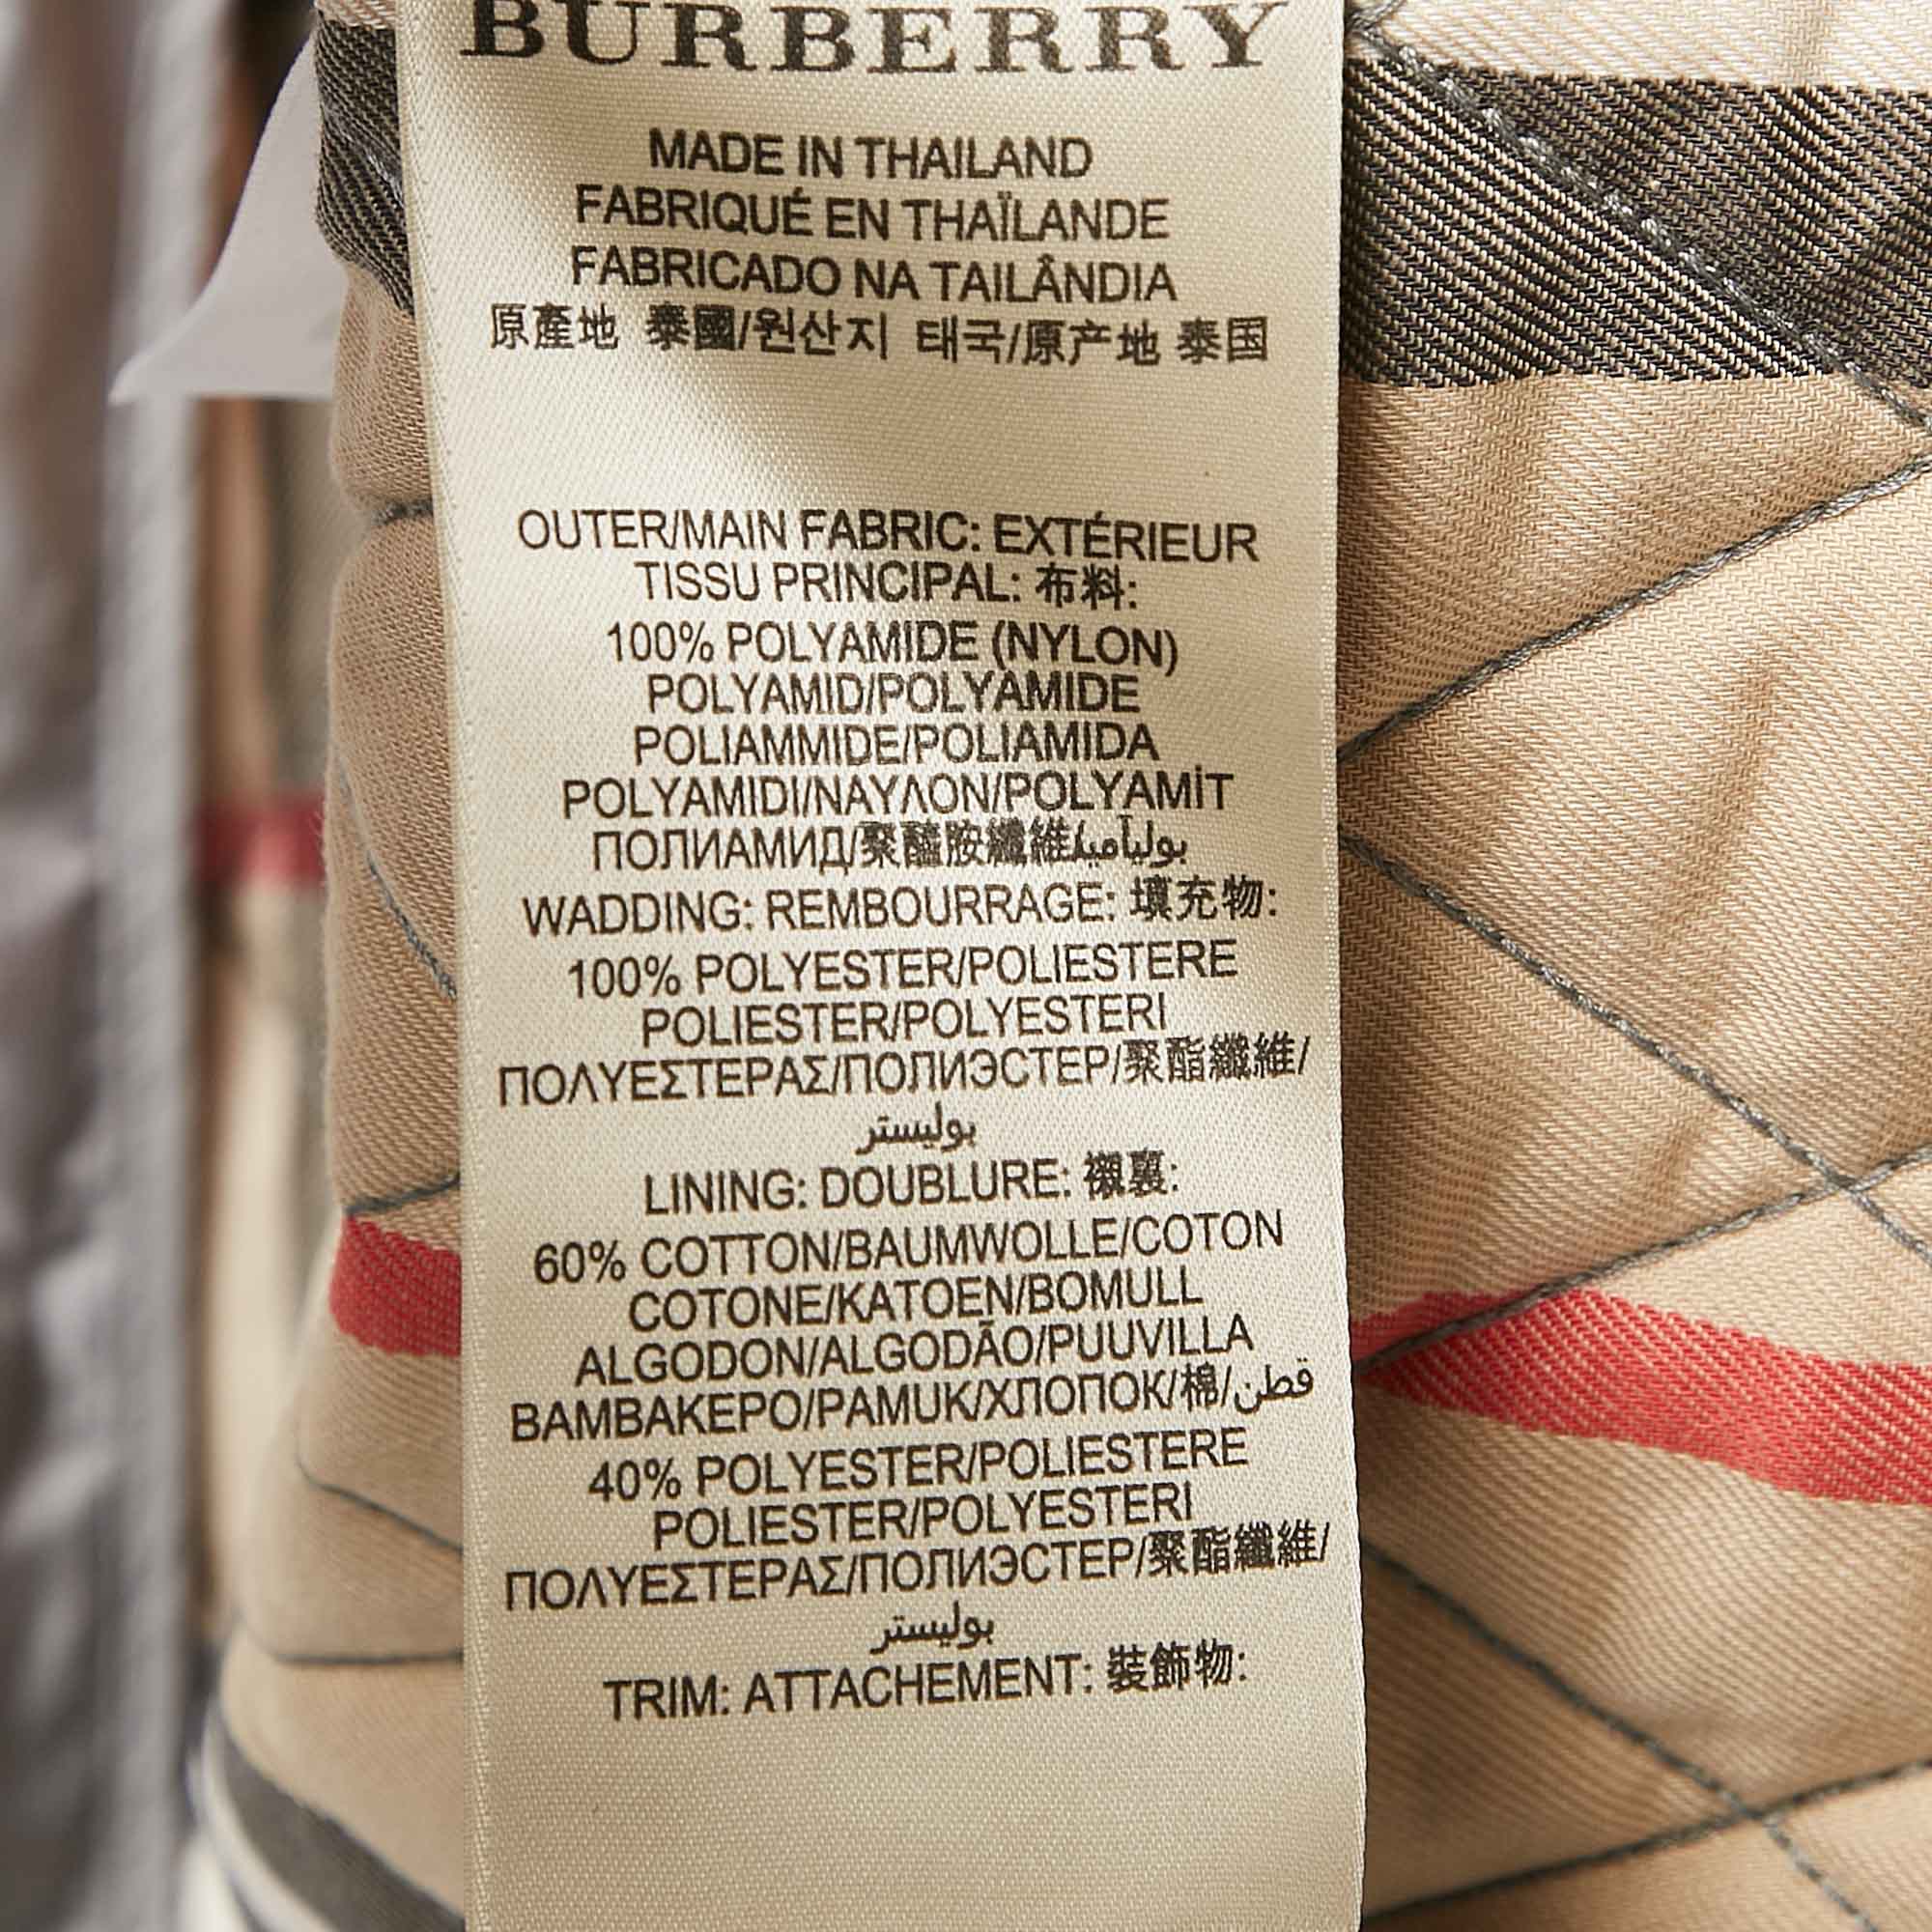 BURBERRY
MADE IN THAILAND
FABRIQUÉ EN THAÏLANDE
FABRICADO NA TAILÂNDIA
原產地 泰國/원산지 태국/原产地 泰国
OUTER/MAIN FABRIC: EXTÉRIEUR
TISSU PRINCIPAL: 布料:
100% POLYAMIDE (NYLON)
POLYAMID/POLYAMIDE
POLIAMMIDE/POLIAMIDA
POLYAMIDI/ΝΑΥΛΟΝ/POLYAMİT
ПОЛИАМИД/聚醯胺纖維/بوليآميا
WADDING: REMBOURRAGE: 填充物:
100% POLYESTER/POLIESTERE
POLIESTER/POLYESTERI
ΠΟΛΥΕΣΤΕΡΑΣ/ПОЛИЭСТЕР/聚酯纖維/
بوليستر
LINING: DOUBLURE: 襯裏:
60% COTTON/BAUMWOLLE/COTON
COTONE/KATOEN/BOMULL
ALGODON/ALGODÃO/PUUVILLA
ΒΑΜΒΑΚΕΡΟ/PAMUK/ХЛОПОК/棉/قطن
40% POLYESTER/POLIESTERE
POLIESTER/POLYESTERI
ΠΟΛΥΕΣΤΕΡΑΣ/ПОЛИЭСТЕР/聚酯纖維/
بوليستر
TRIM: ATTACHEMENT: 裝飾物: